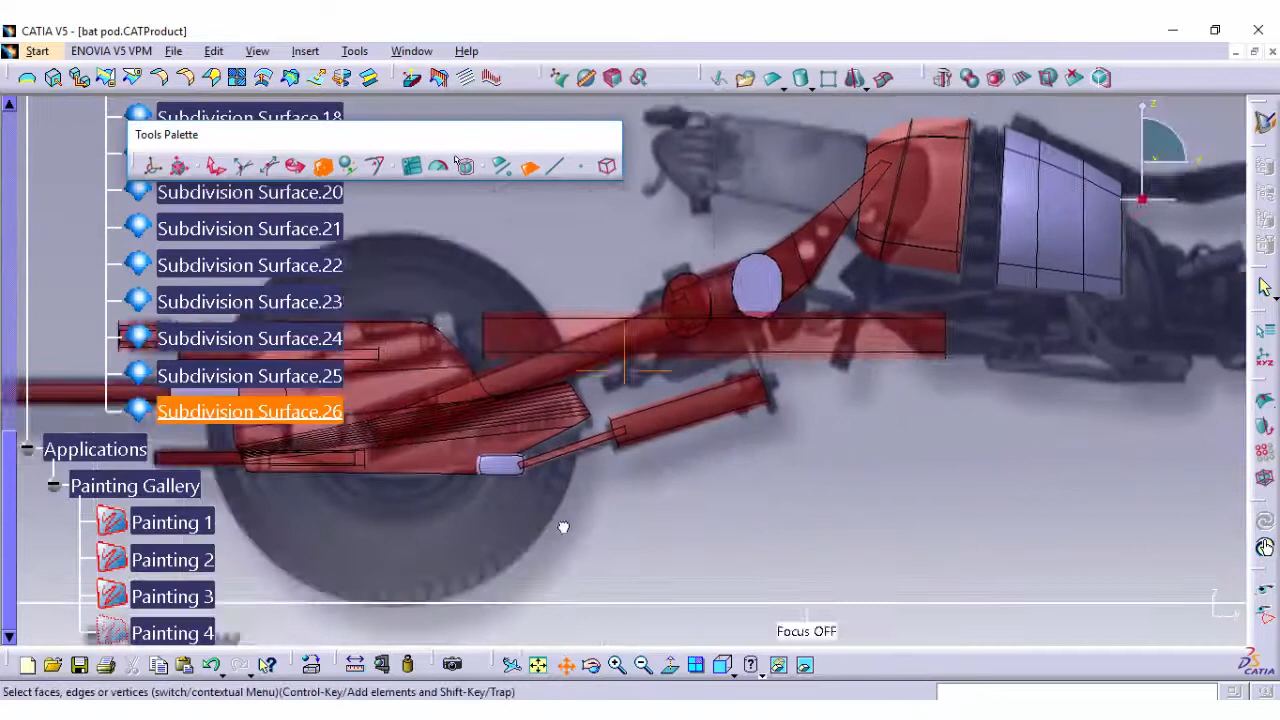 CATIA V5 - [bat pod.CATProduct]
Start ENOVIA V5 VPM File Edit View Insert Tools Window Help
Subdivision Surface.18
Tools Palette
Subdivision Surface.20
Subdivision Surface.21
Subdivision Surface.22
Subdivision Surface.23
Subdivision Surface.24
Subdivision Surface.25
Subdivision Surface.26
Applications
Painting Gallery
Painting 1
Painting 2
Painting 3
Painting 4
Focus OFF
Select faces, edges or vertices (switch/contextual Menu)(Control-Key/Add elements and Shift-Key/Trap)
CATIA